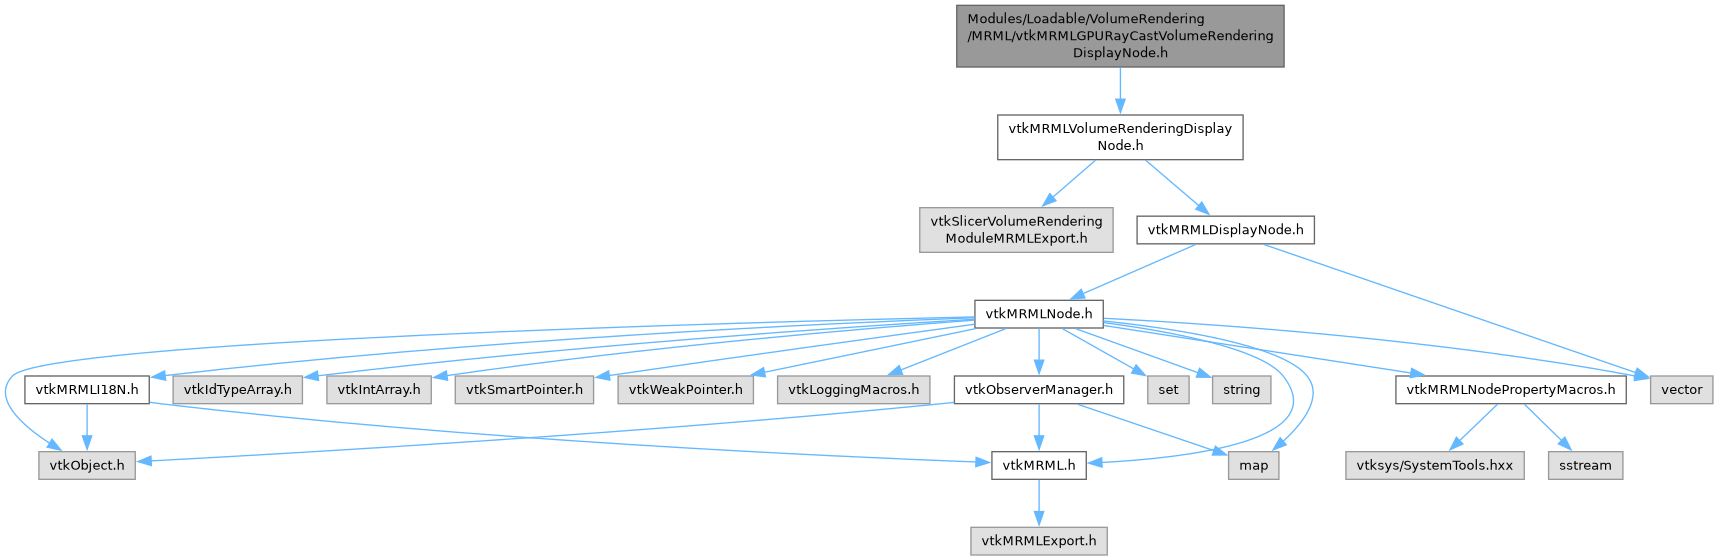 Modules/Loadable/VolumeRendering
/MRML/vtkMRMLGPURayCastVolumeRendering
DisplayNode.h
vtkMRMLVolumeRenderingDisplay
Node.h
vtkSlicerVolumeRendering
ModuleMRMLExport.h
vtkMRMLDisplayNode.h
vtkMRMLNode.h
vtkMRMLI18N.h
vtkIdTypeArray.h
vtkIntArray.h
vtkSmartPointer.h
vtkWeakPointer.h
vtkLoggingMacros.h
vtkObserverManager.h
set
string
vtkMRMLNodePropertyMacros.h
vector
vtkObject.h
vtkMRML.h
map
vtksys/SystemTools.hxx
sstream
vtkMRMLExport.h